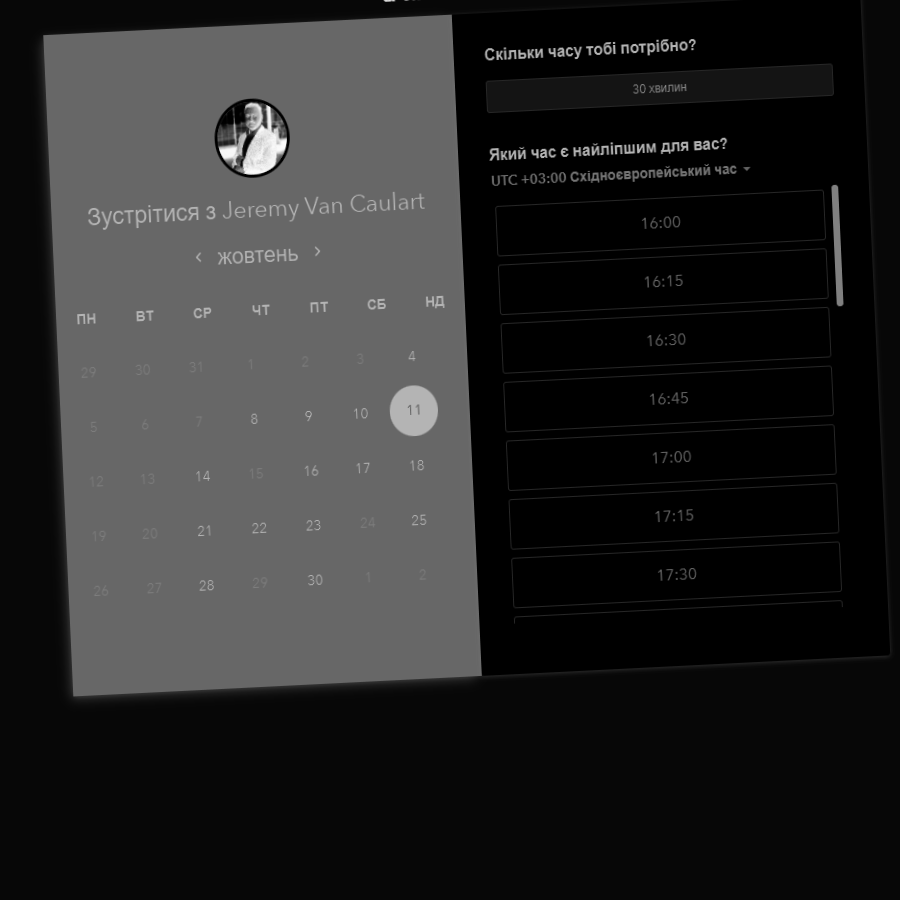 Зустрітися з Jeremy Van Caulart
‹ жовтень ›
ПН ВТ СР ЧТ ПТ СБ НД
29 30 31 1 2 3 4
5 6 7 8 9 10 11
12 13 14 15 16 17 18
19 20 21 22 23 24 25
26 27 28 29 30 1 2
Скільки часу тобі потрібно?
30 хвилин
Який час є найліпшим для вас?
UTC +03:00 Східноєвропейський час
16:00
16:15
16:30
16:45
17:00
17:15
17:30